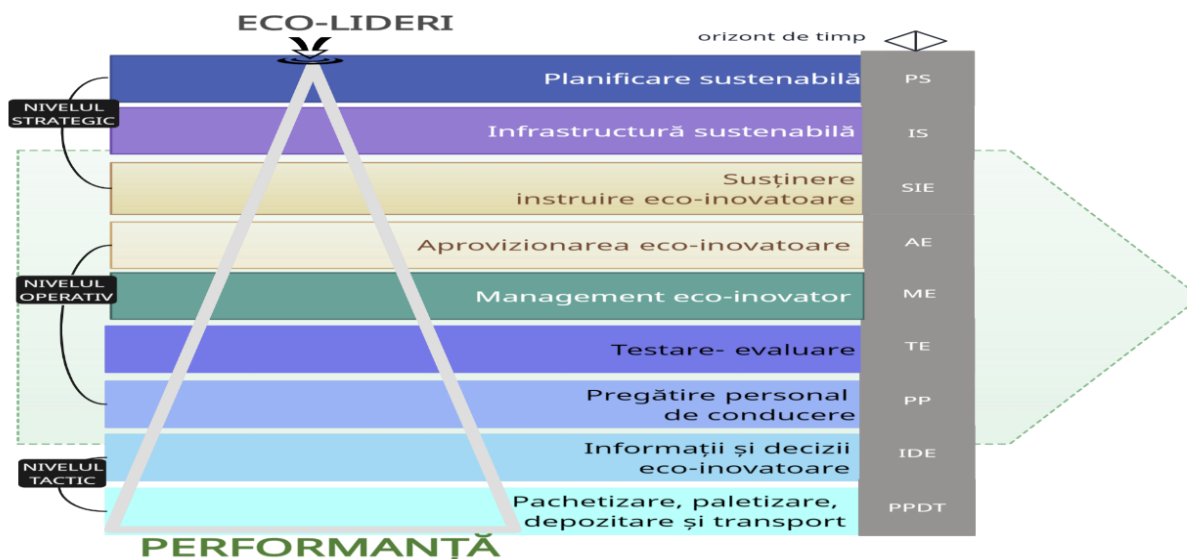 ECO-LIDERI
orizont de timp
Planificare sustenabilă
PS
NIVELUL
STRATEGIC
Infrastructură sustenabilă
IS
Susținere
instruire eco-inovatoare
SIE
Aprovizionarea eco-inovatoare
AE
NIVELUL
OPERATIV
Management eco-inovator
ME
Testare- evaluare
TE
Pregătire personal
de conducere
PP
Informații și decizii
eco-inovatoare
IDE
NIVELUL
TACTIC
Pachetizare, paletizare,
depozitare și transport
PPDT
PERFORMANȚĂ